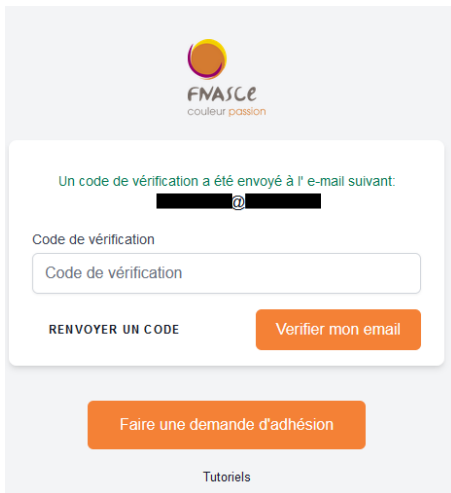 FNASCE
couleur passion
Un code de vérification a été envoyé à l' e-mail suivant:
@
Code de vérification
Code de vérification
RENVOYER UN CODE
Verifier mon email
Faire une demande d'adhésion
Tutoriels